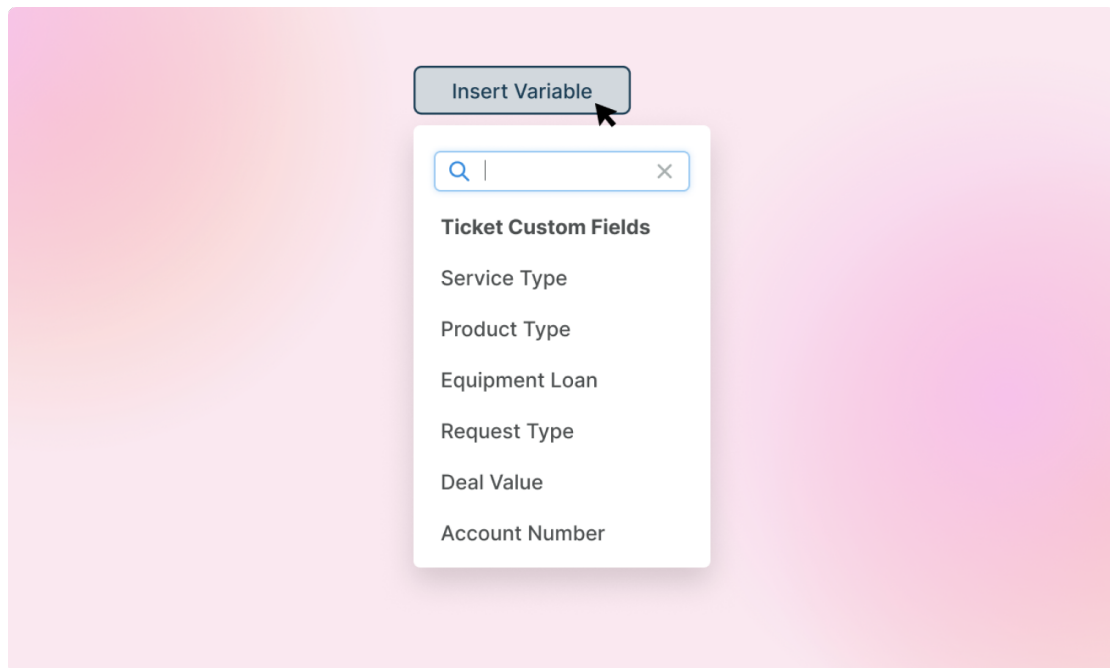 Insert Variable
Ticket Custom Fields
Service Type
Product Type
Equipment Loan
Request Type
Deal Value
Account Number